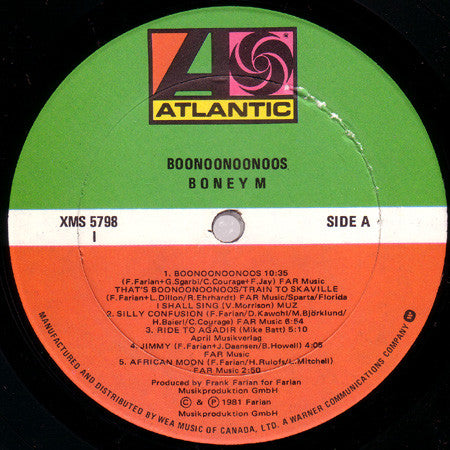 ATLANTIC
BOONOONOONOOS
BONEY M
XMS 5798
I
SIDE A
1. BOONOONOONOOS 10:35
(F.Farian+G.Sgarbi/C.Courage+F.Jay) FAR Music
THAT'S BOONOONOONOOS/TRAIN TO SKAVILLE
(F.Farian+L.Dillon/R.Ehrhardt) FAR Music/Sparta/Florida
I SHALL SING (V.Morrison) MUZ
2. SILLY CONFUSION (F.Farian/D.Kawohl/M.Björklund/
H.Baierl/C.Courage) FAR Music 6:54
3. RIDE TO AGADIR (Mike Batt) 5:10
April Musikverlag
4. JIMMY (F.Farian+J.Daansen/B.Howell) 4:05
FAR Music
5. AFRICAN MOON (F.Farian/H.Rulofs/L.Mitchell)
FAR Music 2:50
Produced by Frank Farian for Farian
Musikproduktion GmbH
© & ℗ 1981 Farian
Musikproduktion GmbH
MANUFACTURED AND DISTRIBUTED BY WEA MUSIC OF CANADA, LTD. A WARNER COMMUNICATIONS COMPANY